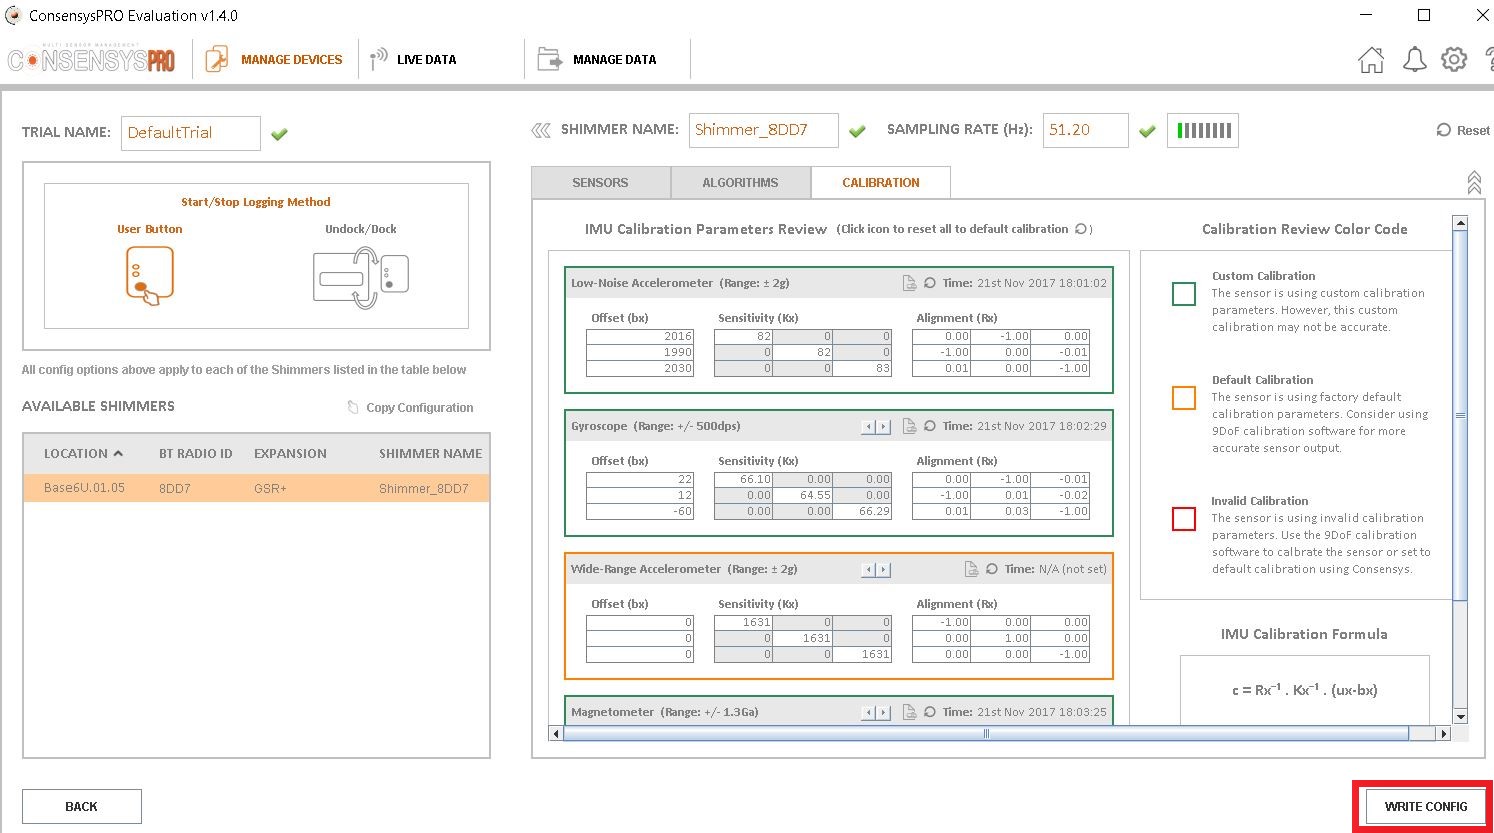 ConsensysPRO Evaluation v1.4.0
MULTI SENSOR MANAGEMENT
CONSENSYSPRO
MANAGE DEVICES
LIVE DATA
MANAGE DATA
TRIAL NAME: DefaultTrial
SHIMMER NAME: Shimmer_8DD7
SAMPLING RATE (Hz): 51.20
Reset
Start/Stop Logging Method
User Button
Undock/Dock
All config options above apply to each of the Shimmers listed in the table below
AVAILABLE SHIMMERS
Copy Configuration
LOCATION BT RADIO ID EXPANSION SHIMMER NAME
Base6U.01.05 8DD7 GSR+ Shimmer_8DD7
SENSORS
ALGORITHMS
CALIBRATION
IMU Calibration Parameters Review (Click icon to reset all to default calibration )
Low-Noise Accelerometer (Range: ± 2g) Time: 21st Nov 2017 18:01:02
Offset (bx) Sensitivity (Kx) Alignment (Rx)
2016 82 0 0 0.00 -1.00 0.00
1990 0 82 0 -1.00 0.00 -0.01
2030 0 0 83 0.01 0.00 -1.00
Gyroscope (Range: +/- 500dps) Time: 21st Nov 2017 18:02:29
Offset (bx) Sensitivity (Kx) Alignment (Rx)
22 66.10 0.00 0.00 0.00 -1.00 -0.01
12 0.00 64.55 0.00 -1.00 0.01 -0.02
-60 0.00 0.00 66.29 0.01 0.03 -1.00
Wide-Range Accelerometer (Range: ± 2g) Time: N/A (not set)
Offset (bx) Sensitivity (Kx) Alignment (Rx)
0 1631 0 0 -1.00 0.00 0.00
0 0 1631 0 0.00 1.00 0.00
0 0 0 1631 0.00 0.00 -1.00
Magnetometer (Range: +/- 1.3Ga) Time: 21st Nov 2017 18:03:25
Calibration Review Color Code
Custom Calibration
The sensor is using custom calibration
parameters. However, this custom
calibration may not be accurate.
Default Calibration
The sensor is using factory default
calibration parameters. Consider using
9DoF calibration software for more
accurate sensor output.
Invalid Calibration
The sensor is using invalid calibration
parameters. Use the 9DoF calibration
software to calbrate the sensor or set to
default calibration using Consensys.
IMU Calibration Formula
c = Rx⁻¹ . Kx⁻¹ . (ux-bx)
BACK
WRITE CONFIG